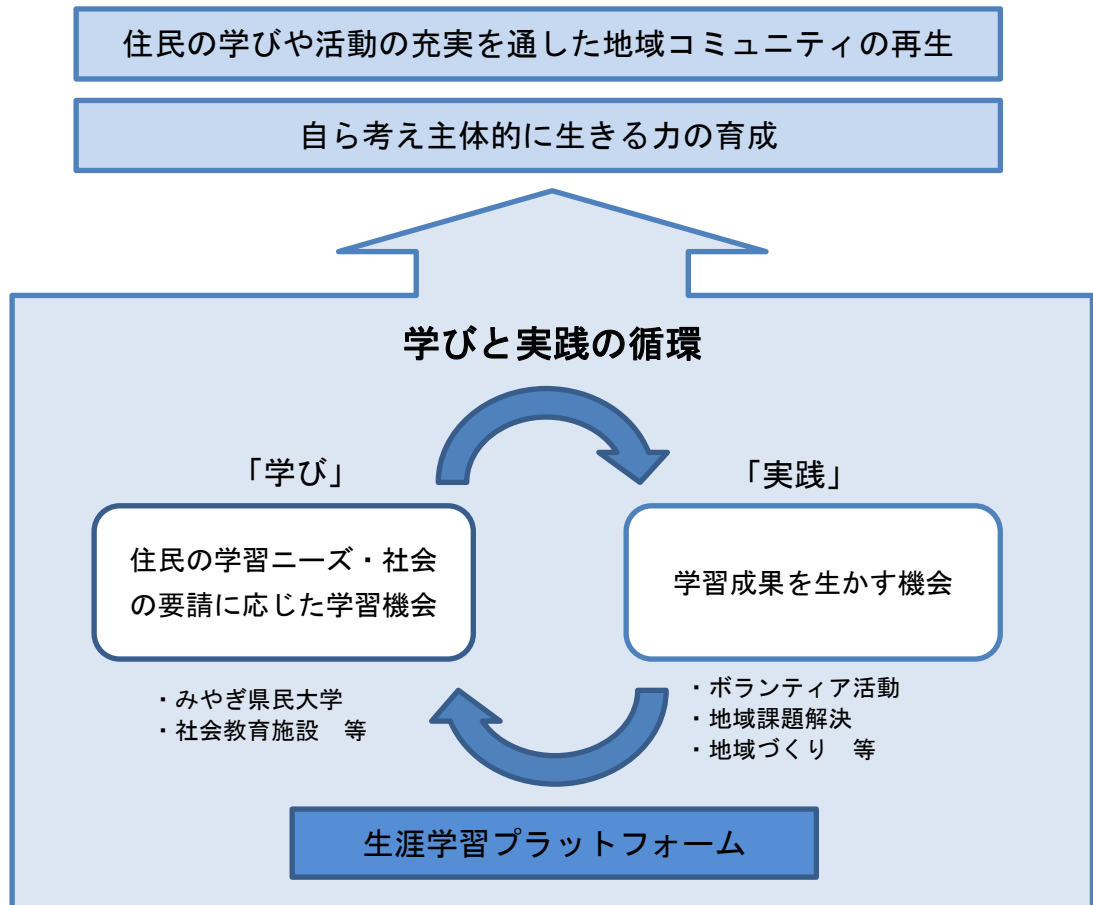 住民の学びや活動の充実を通した地域コミュニティの再生
自ら考え主体的に生きる力の育成
学びと実践の循環
「学び」
住民の学習ニーズ・社会
の要請に応じた学習機会
・みやぎ県民大学
・社会教育施設　等
「実践」
学習成果を生かす機会
・ボランティア活動
・地域課題解決
・地域づくり　等
生涯学習プラットフォーム